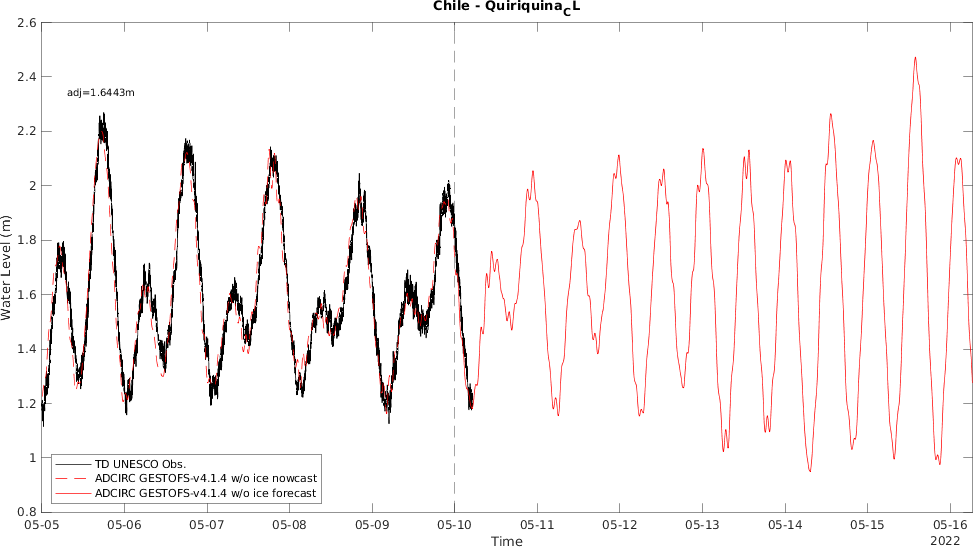 Chile - Quiriquina_CL
2.6
2.4
2.2
2
1.8
1.6
1.4
1.2
1
0.8
Water Level (m)
adj=1.6443m
TD UNESCO Obs.
ADCIRC GESTOFS-v4.1.4 w/o ice nowcast
ADCIRC GESTOFS-v4.1.4 w/o ice forecast
05-05 05-06 05-07 05-08 05-09 05-10 05-11 05-12 05-13 05-14 05-15 05-16
Time
2022